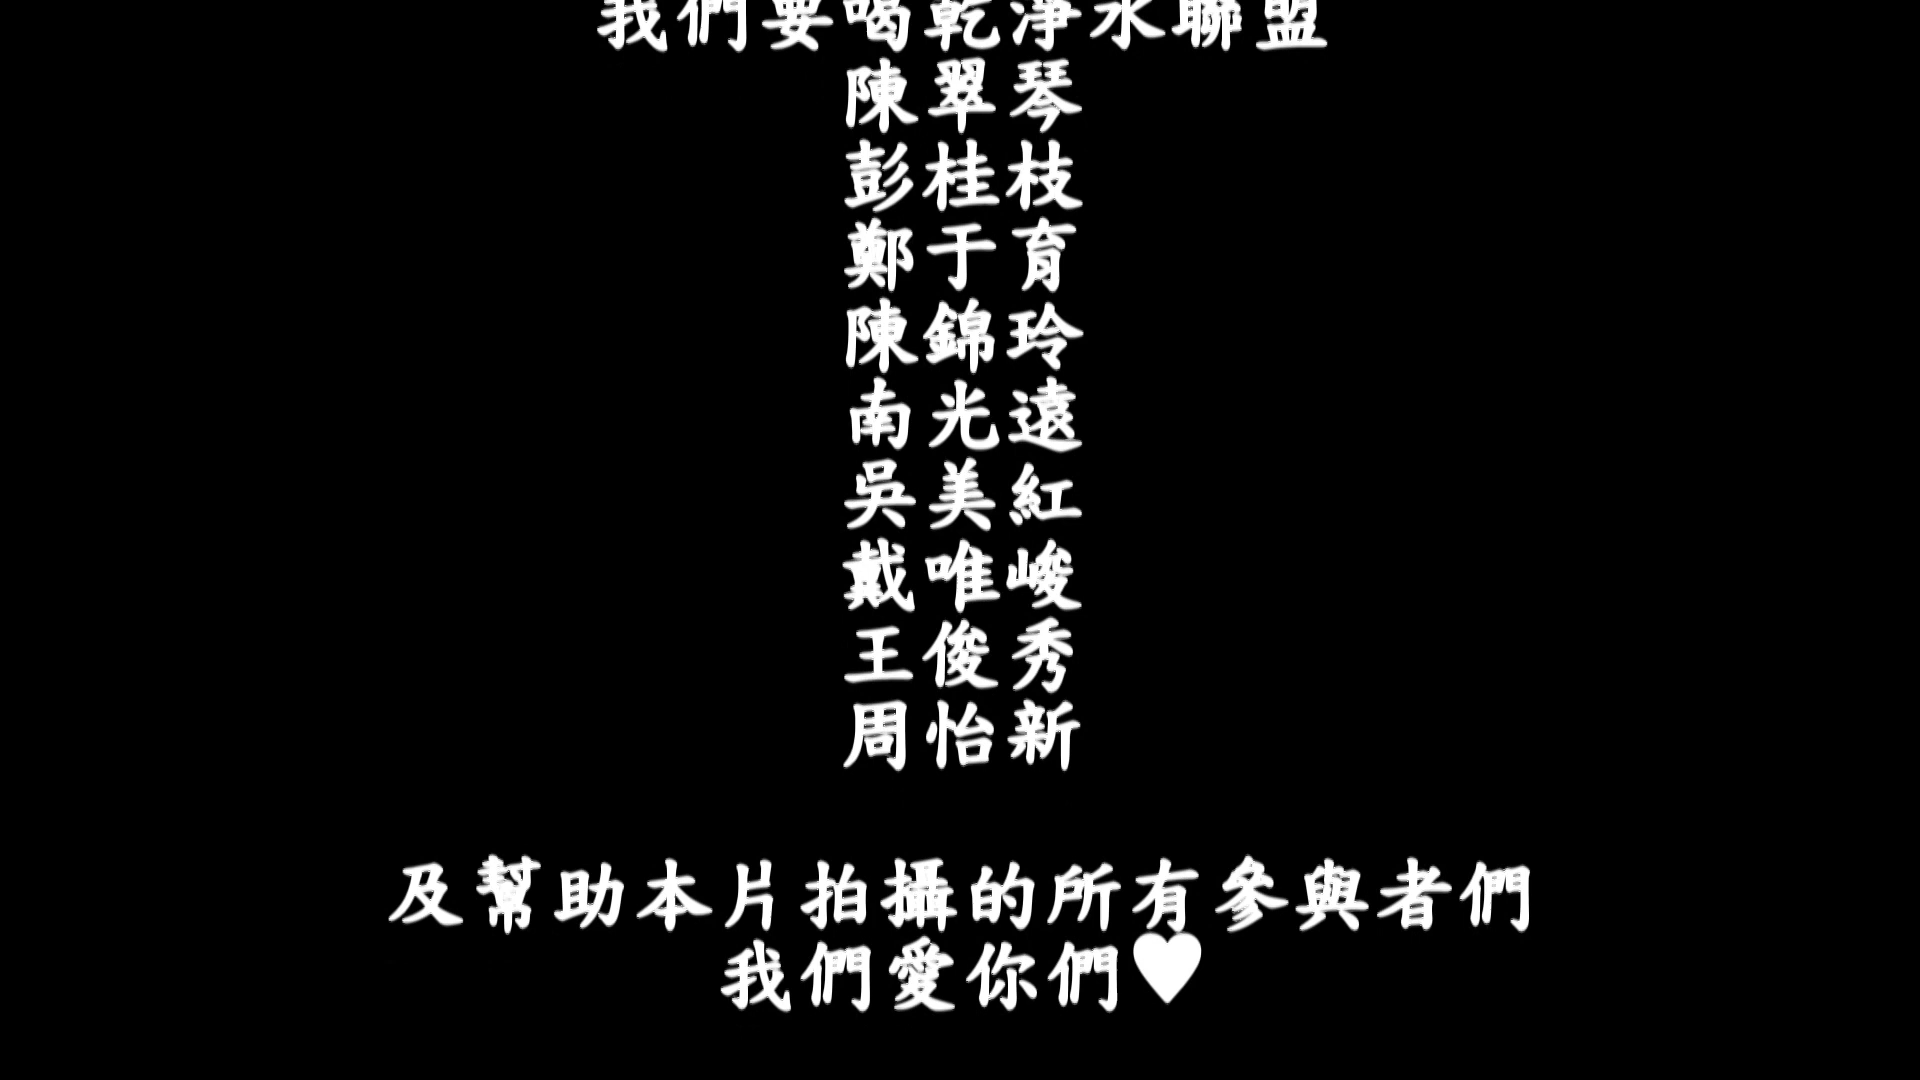 我們要喝乾淨水聯盟
陳翠琴
彭桂枝
鄭于育
陳錦玲
南光遠
吳美紅
戴唯峻
王俊秀
周怡新
及幫助本片拍攝的所有參與者們
我們愛你們♥